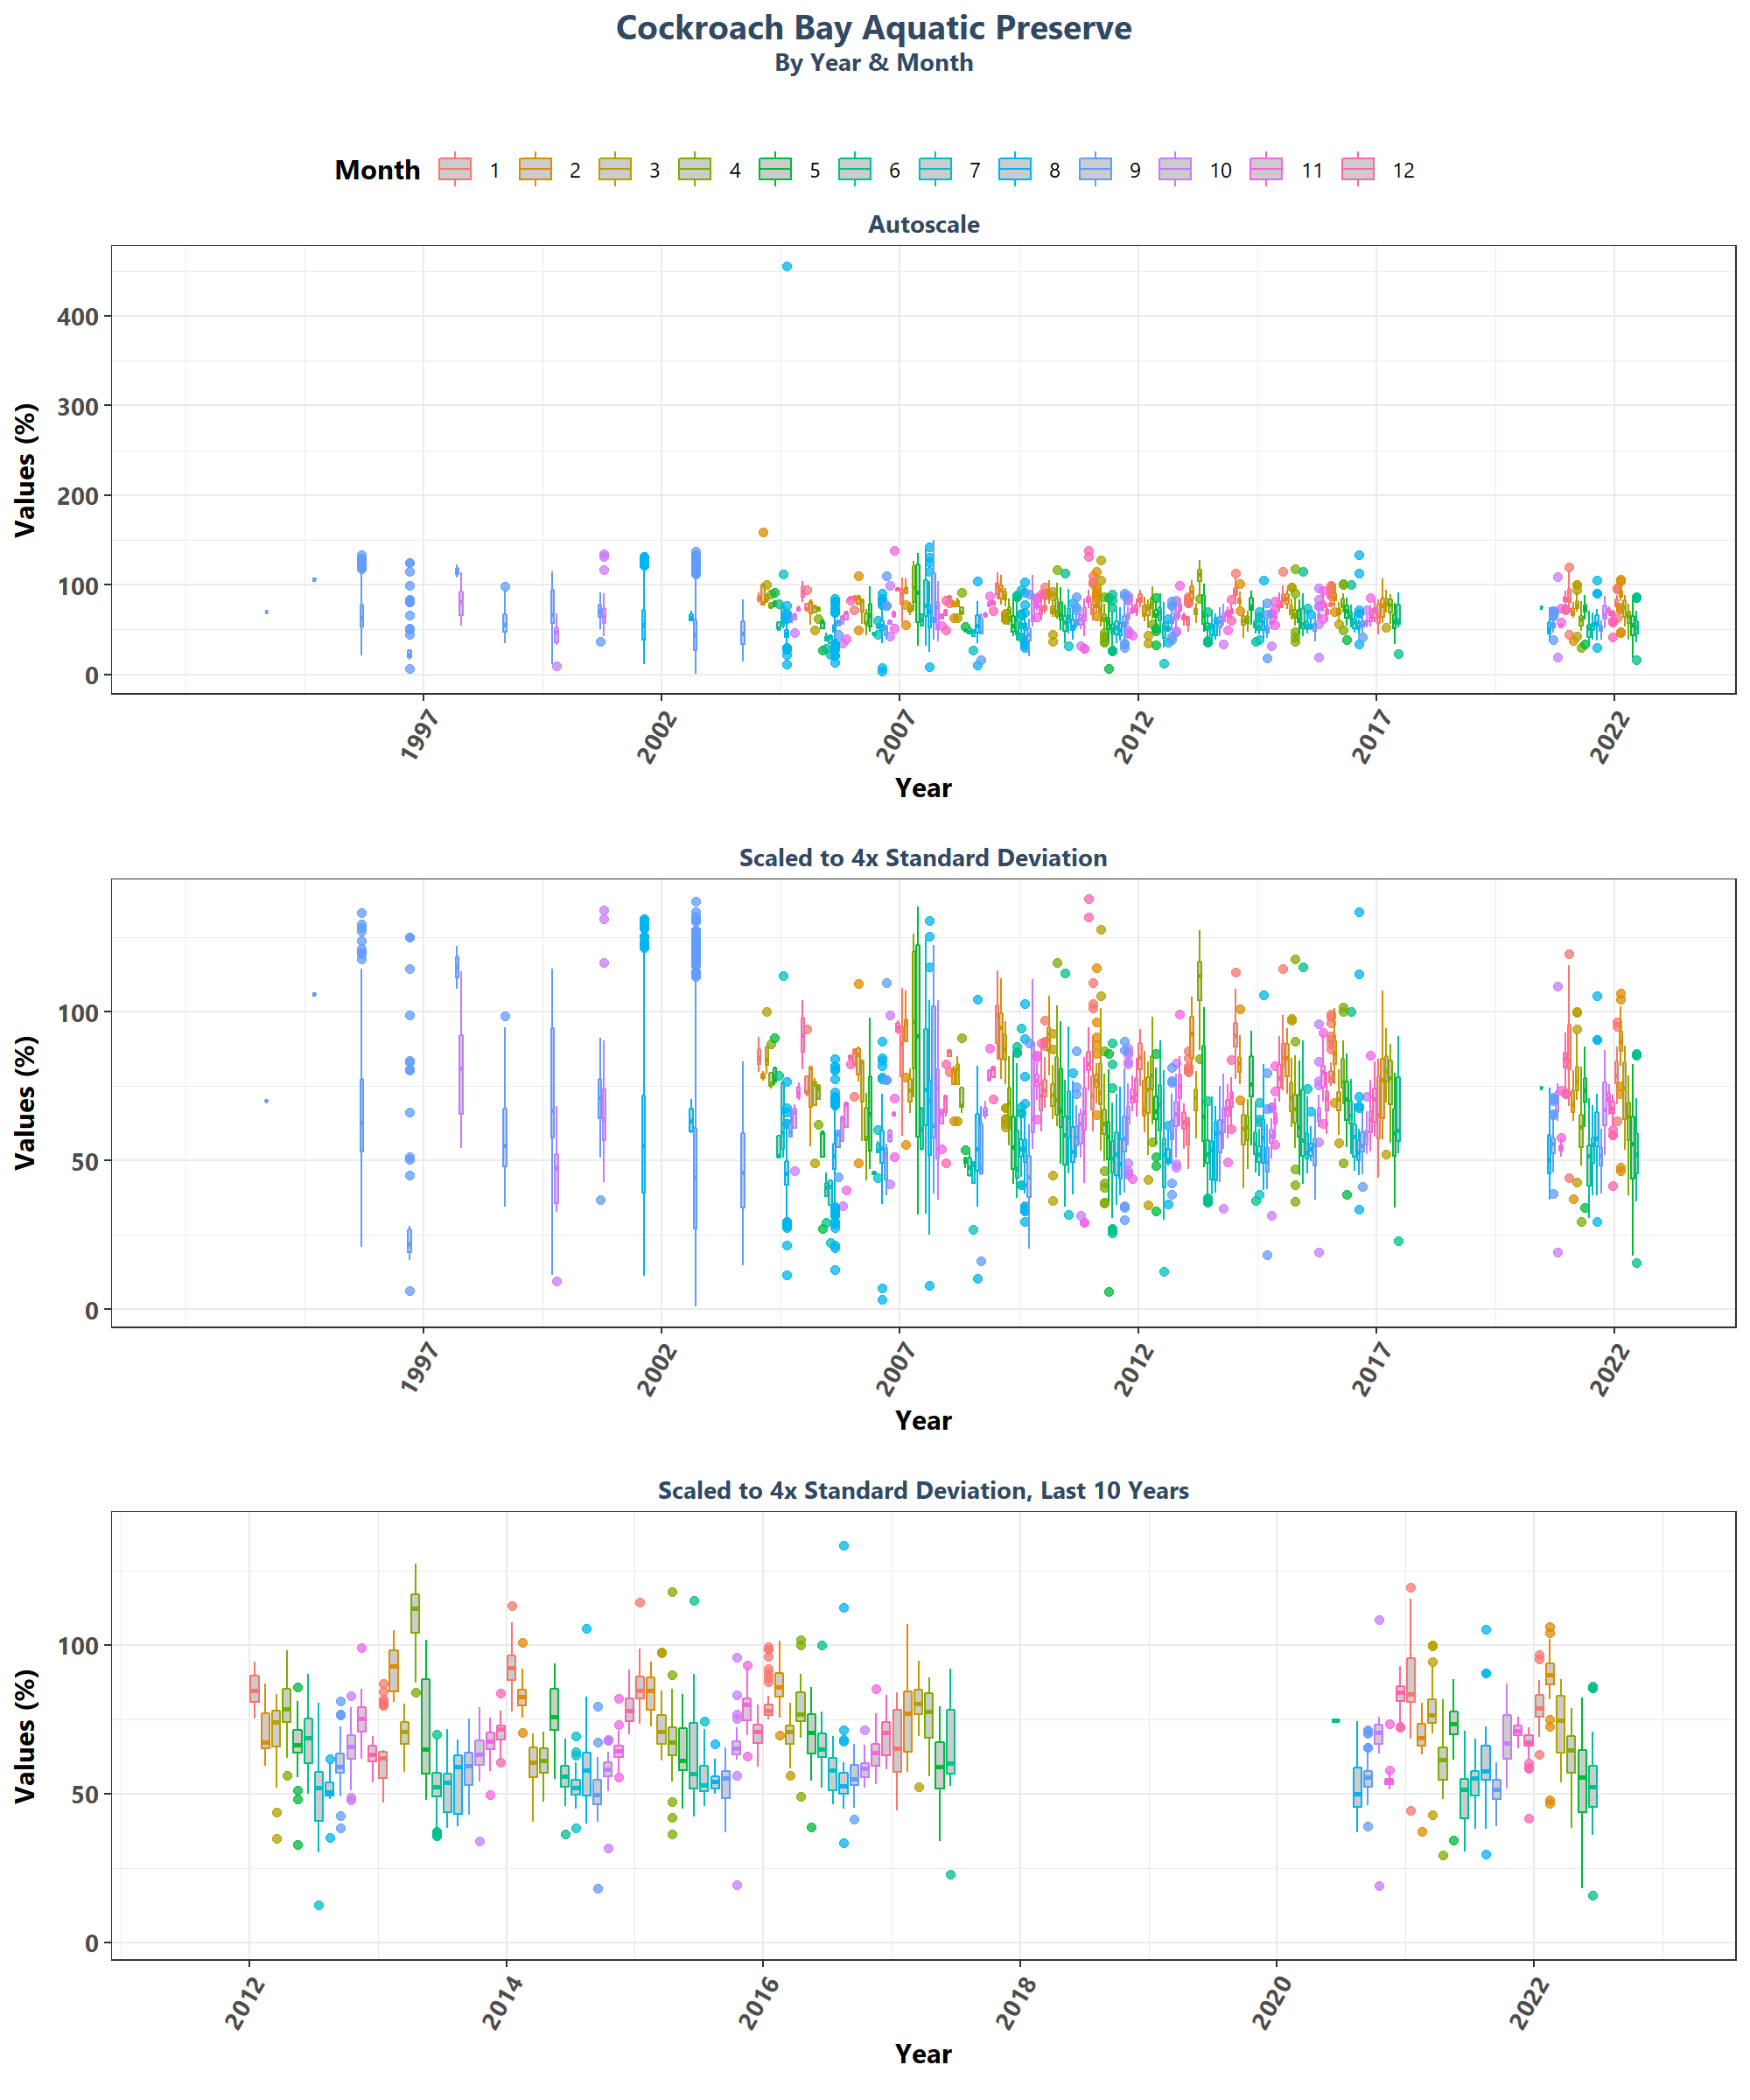 Cockroach Bay Aquatic Preserve
By Year & Month
Month 1 2 3 4 5 6 7 8 9 10 11 12
Autoscale
Values (%)
400
300
200
100
0
1997 2002 2007 2012 2017 2022
Year
Scaled to 4x Standard Deviation
Values (%)
100
50
0
1997 2002 2007 2012 2017 2022
Year
Scaled to 4x Standard Deviation, Last 10 Years
Values (%)
100
50
0
2012 2014 2016 2018 2020 2022
Year